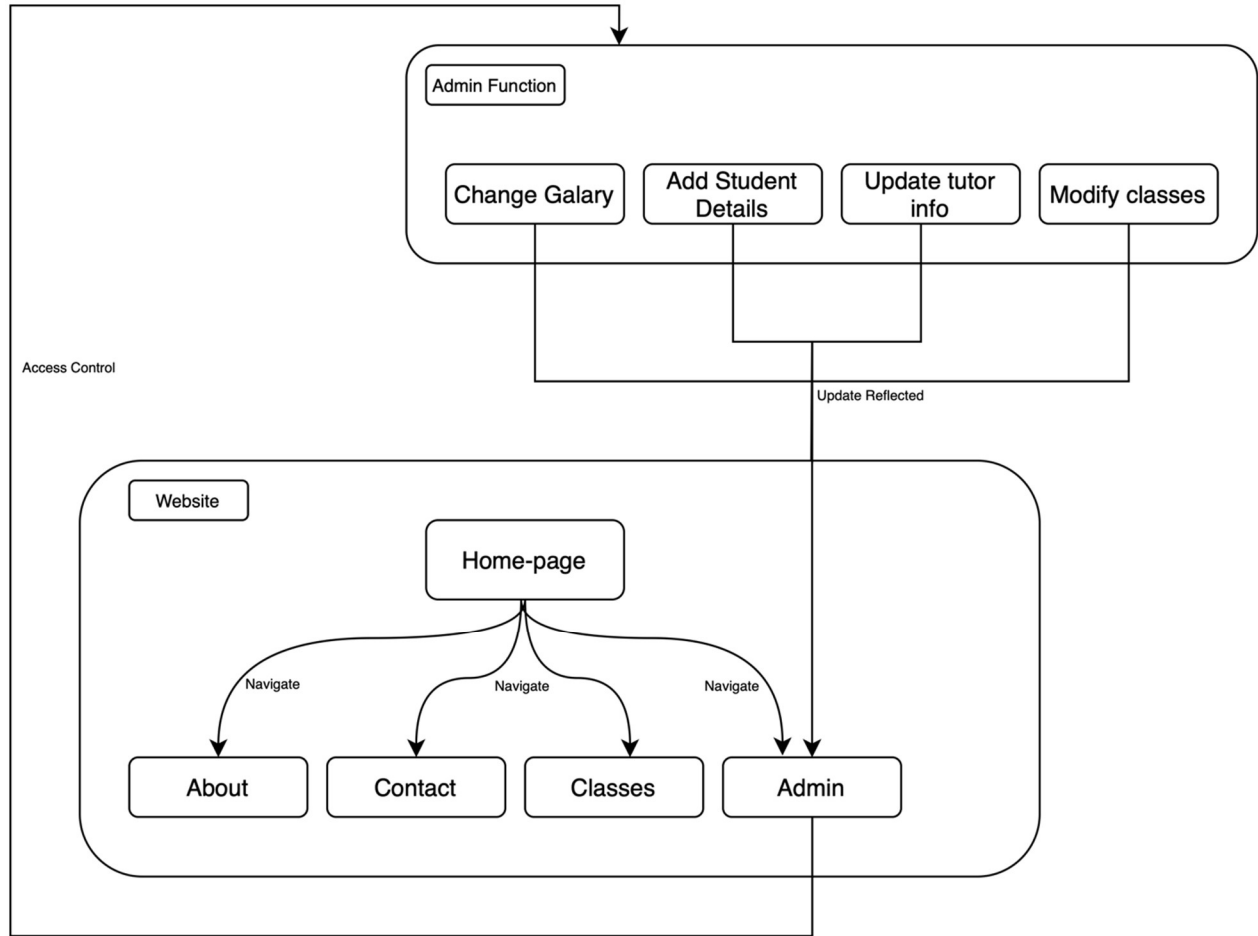 Admin Function
Change Galary
Add Student
Details
Update tutor
info
Modify classes
Access Control
Update Reflected
Website
Home-page
Navigate
Navigate
Navigate
About
Contact
Classes
Admin